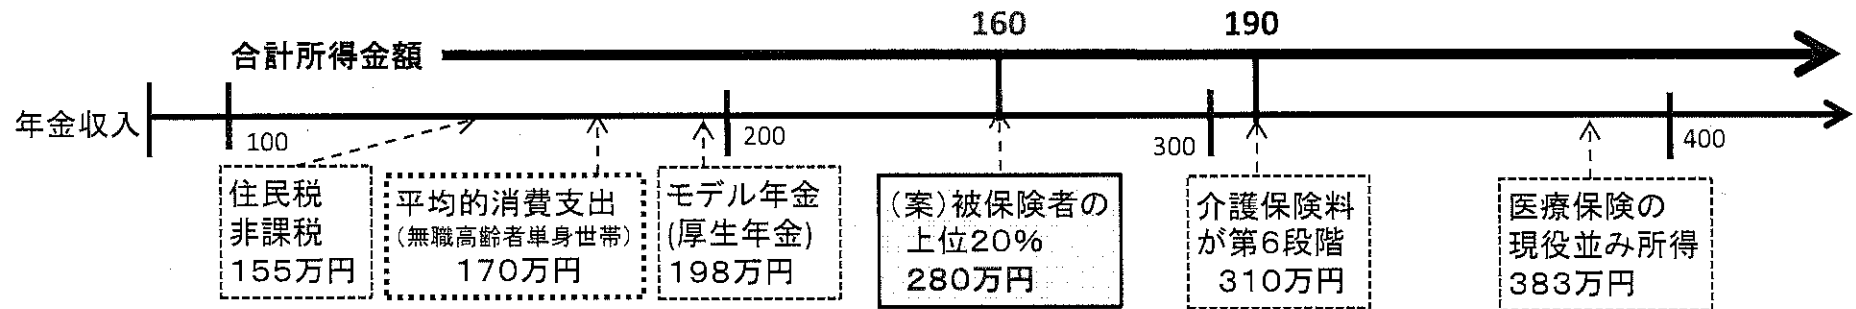 160
190
合計所得金額
年金収入
100
200
300
400
住民税
非課税
155万円
平均的消費支出
(無職高齢者単身世帯)
170万円
モデル年金
(厚生年金)
198万円
(案)被保険者の
上位20%
280万円
介護保険料
が第6段階
310万円
医療保険の
現役並み所得
383万円